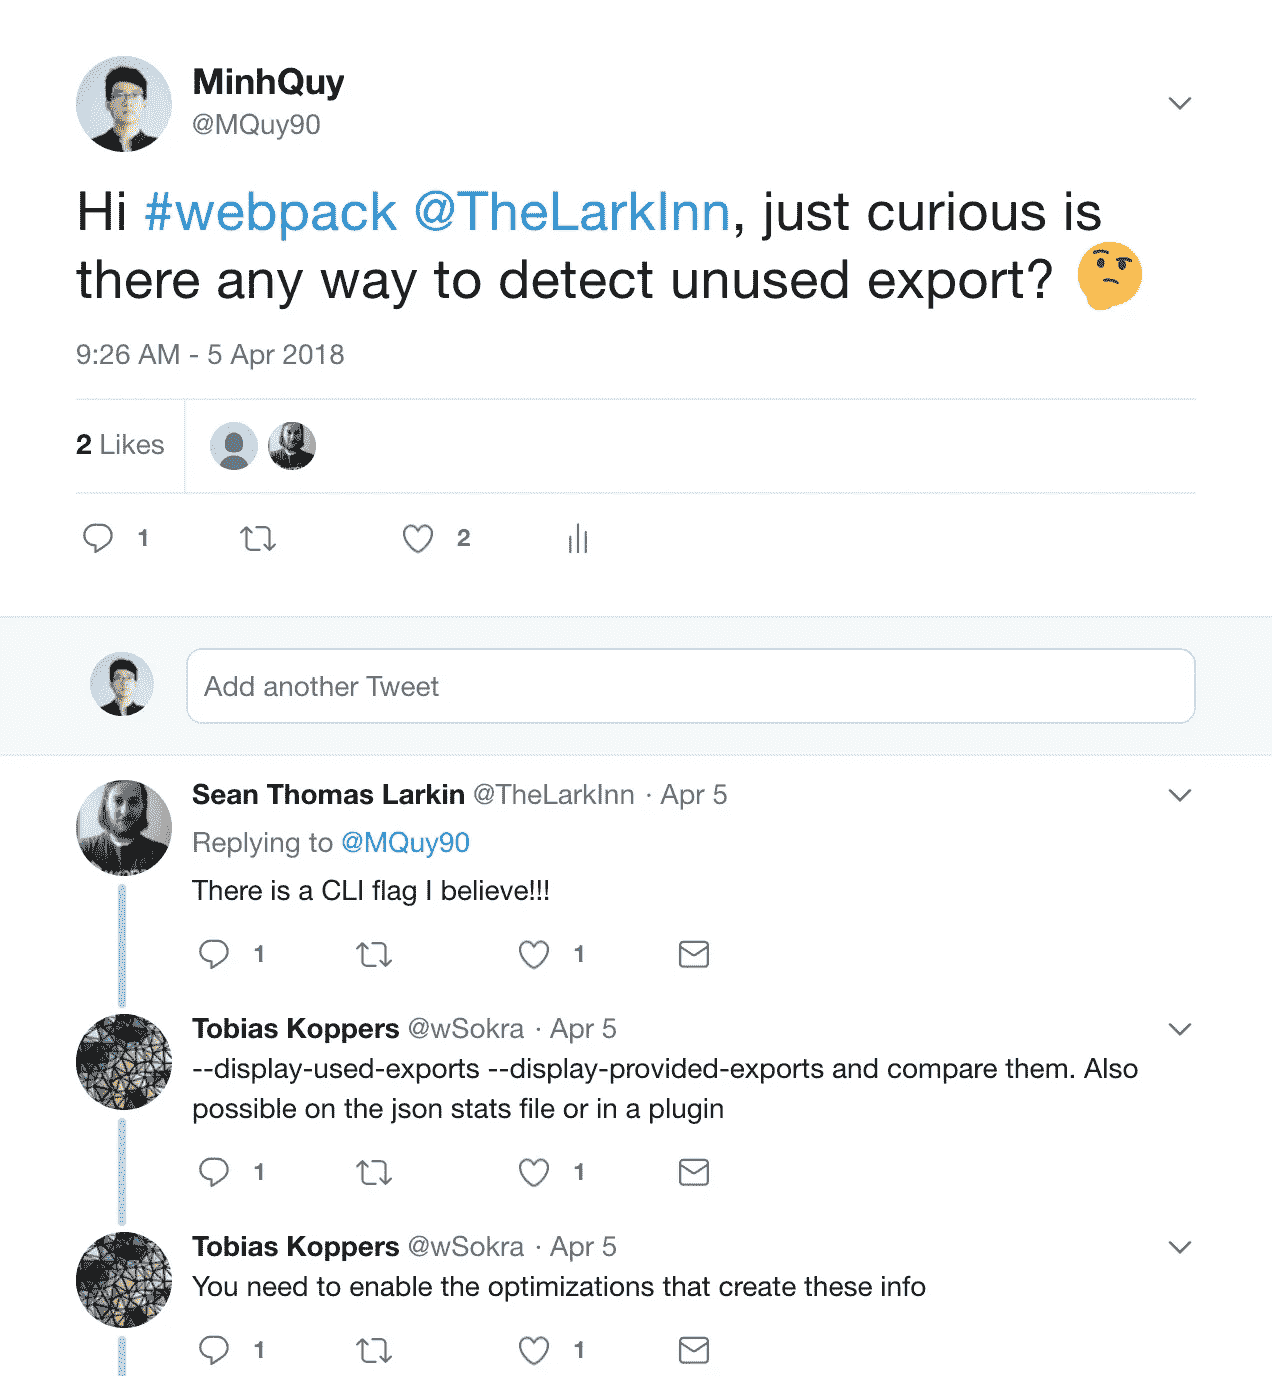 MinhQuy
@MQuy90
Hi #webpack @TheLarkInn, just curious is
there any way to detect unused export? 🤔
9:26 AM - 5 Apr 2018
2 Likes
1 2
Add another Tweet
Sean Thomas Larkin @TheLarkInn · Apr 5
Replying to @MQuy90
There is a CLI flag I believe!!!
1 1
Tobias Koppers @wSokra · Apr 5
--display-used-exports --display-provided-exports and compare them. Also
possible on the json stats file or in a plugin
1 1
Tobias Koppers @wSokra · Apr 5
You need to enable the optimizations that create these info
1 1